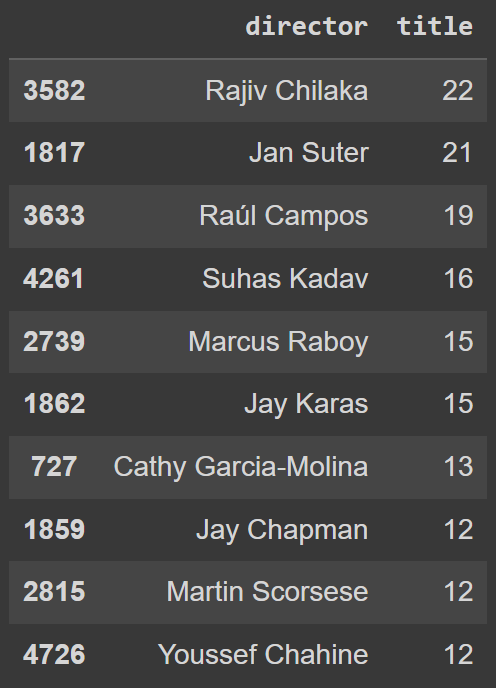 director title
3582 Rajiv Chilaka 22
1817 Jan Suter 21
3633 Raúl Campos 19
4261 Suhas Kadav 16
2739 Marcus Raboy 15
1862 Jay Karas 15
727 Cathy Garcia-Molina 13
1859 Jay Chapman 12
2815 Martin Scorsese 12
4726 Youssef Chahine 12